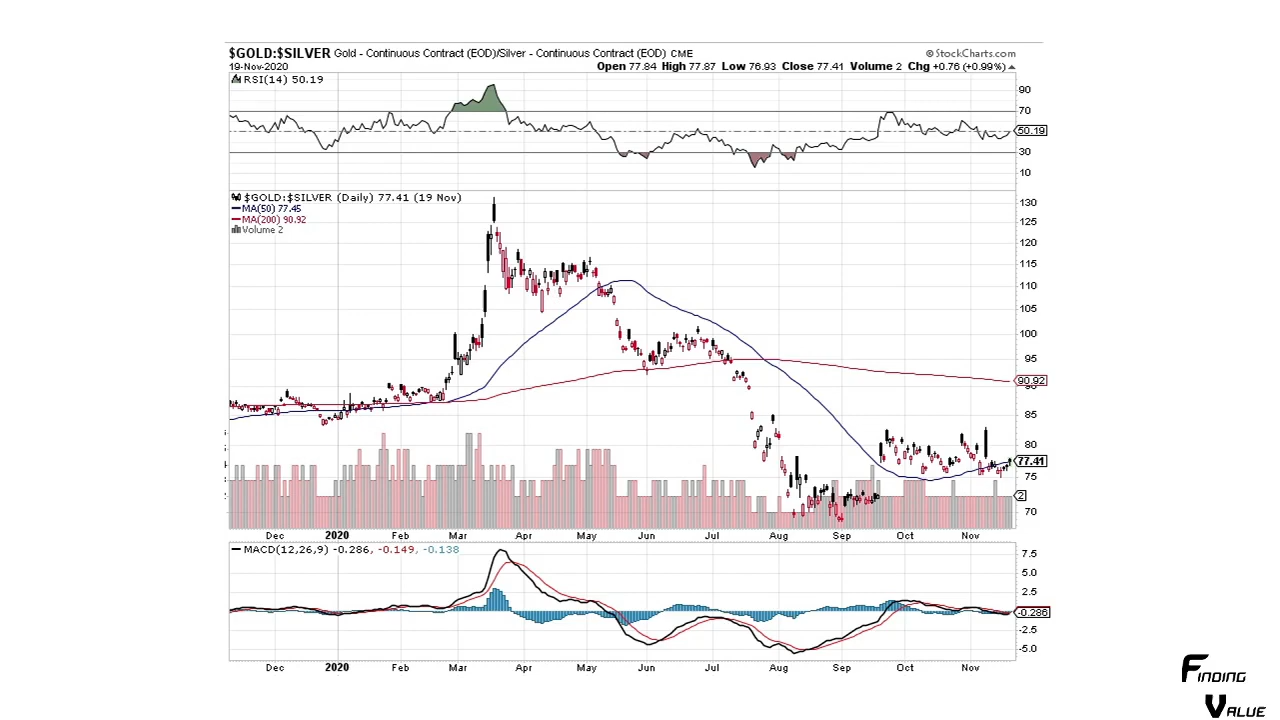 $GOLD:$SILVER Gold - Continuous Contract (EOD)/Silver - Continuous Contract (EOD) CME
© StockCharts.com
19-Nov-2020
Open 77.84 High 77.87 Low 76.93 Close 77.41 Volume 2 Chg +0.76 (+0.99%)
RSI(14) 50.19
90
70
50.19
30
10
$GOLD:$SILVER (Daily) 77.41 (19 Nov)
MA(50) 77.45
MA(200) 90.92
Volume 2
130
125
120
115
110
105
100
95
90.92
85
80
77.41
75
2
70
Dec 2020 Feb Mar Apr May Jun Jul Aug Sep Oct Nov
MACD(12,26,9) -0.286, -0.149, -0.138
7.5
5.0
2.5
-0.286
-2.5
-5.0
Dec 2020 Feb Mar Apr May Jun Jul Aug Sep Oct Nov
Finding
Value